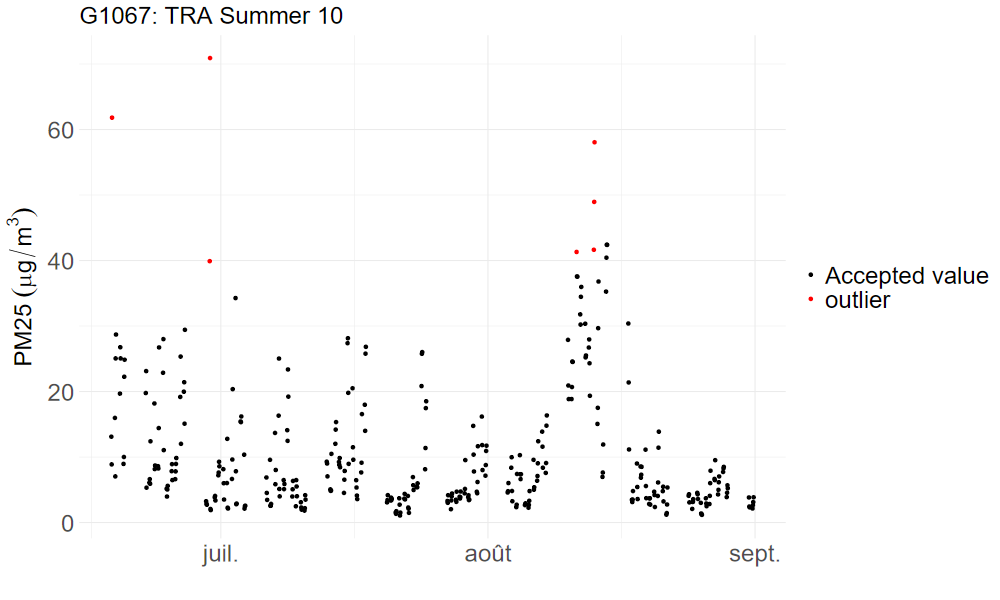 G1067: TRA Summer 10
PM25 (μg/m³)
60
40
20
0
juil.
août
sept.
Accepted value
outlier